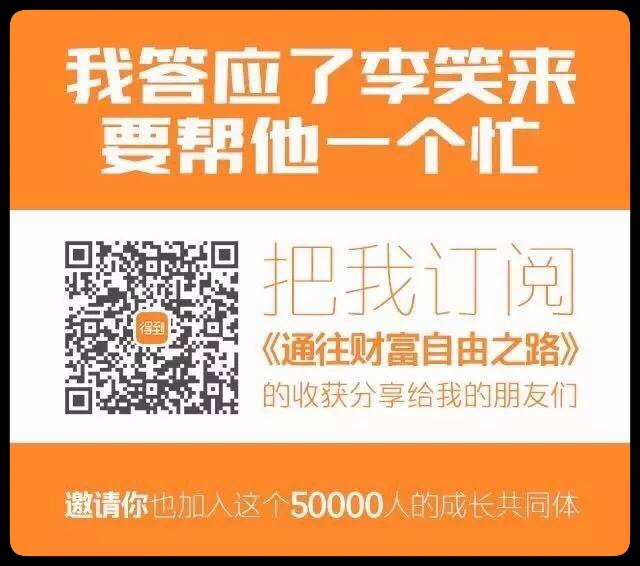 我答应了李笑来
要帮他一个忙
得到
把我订阅
《通往财富自由之路》
的收获分享给我的朋友们
邀请你也加入这个50000人的成长共同体